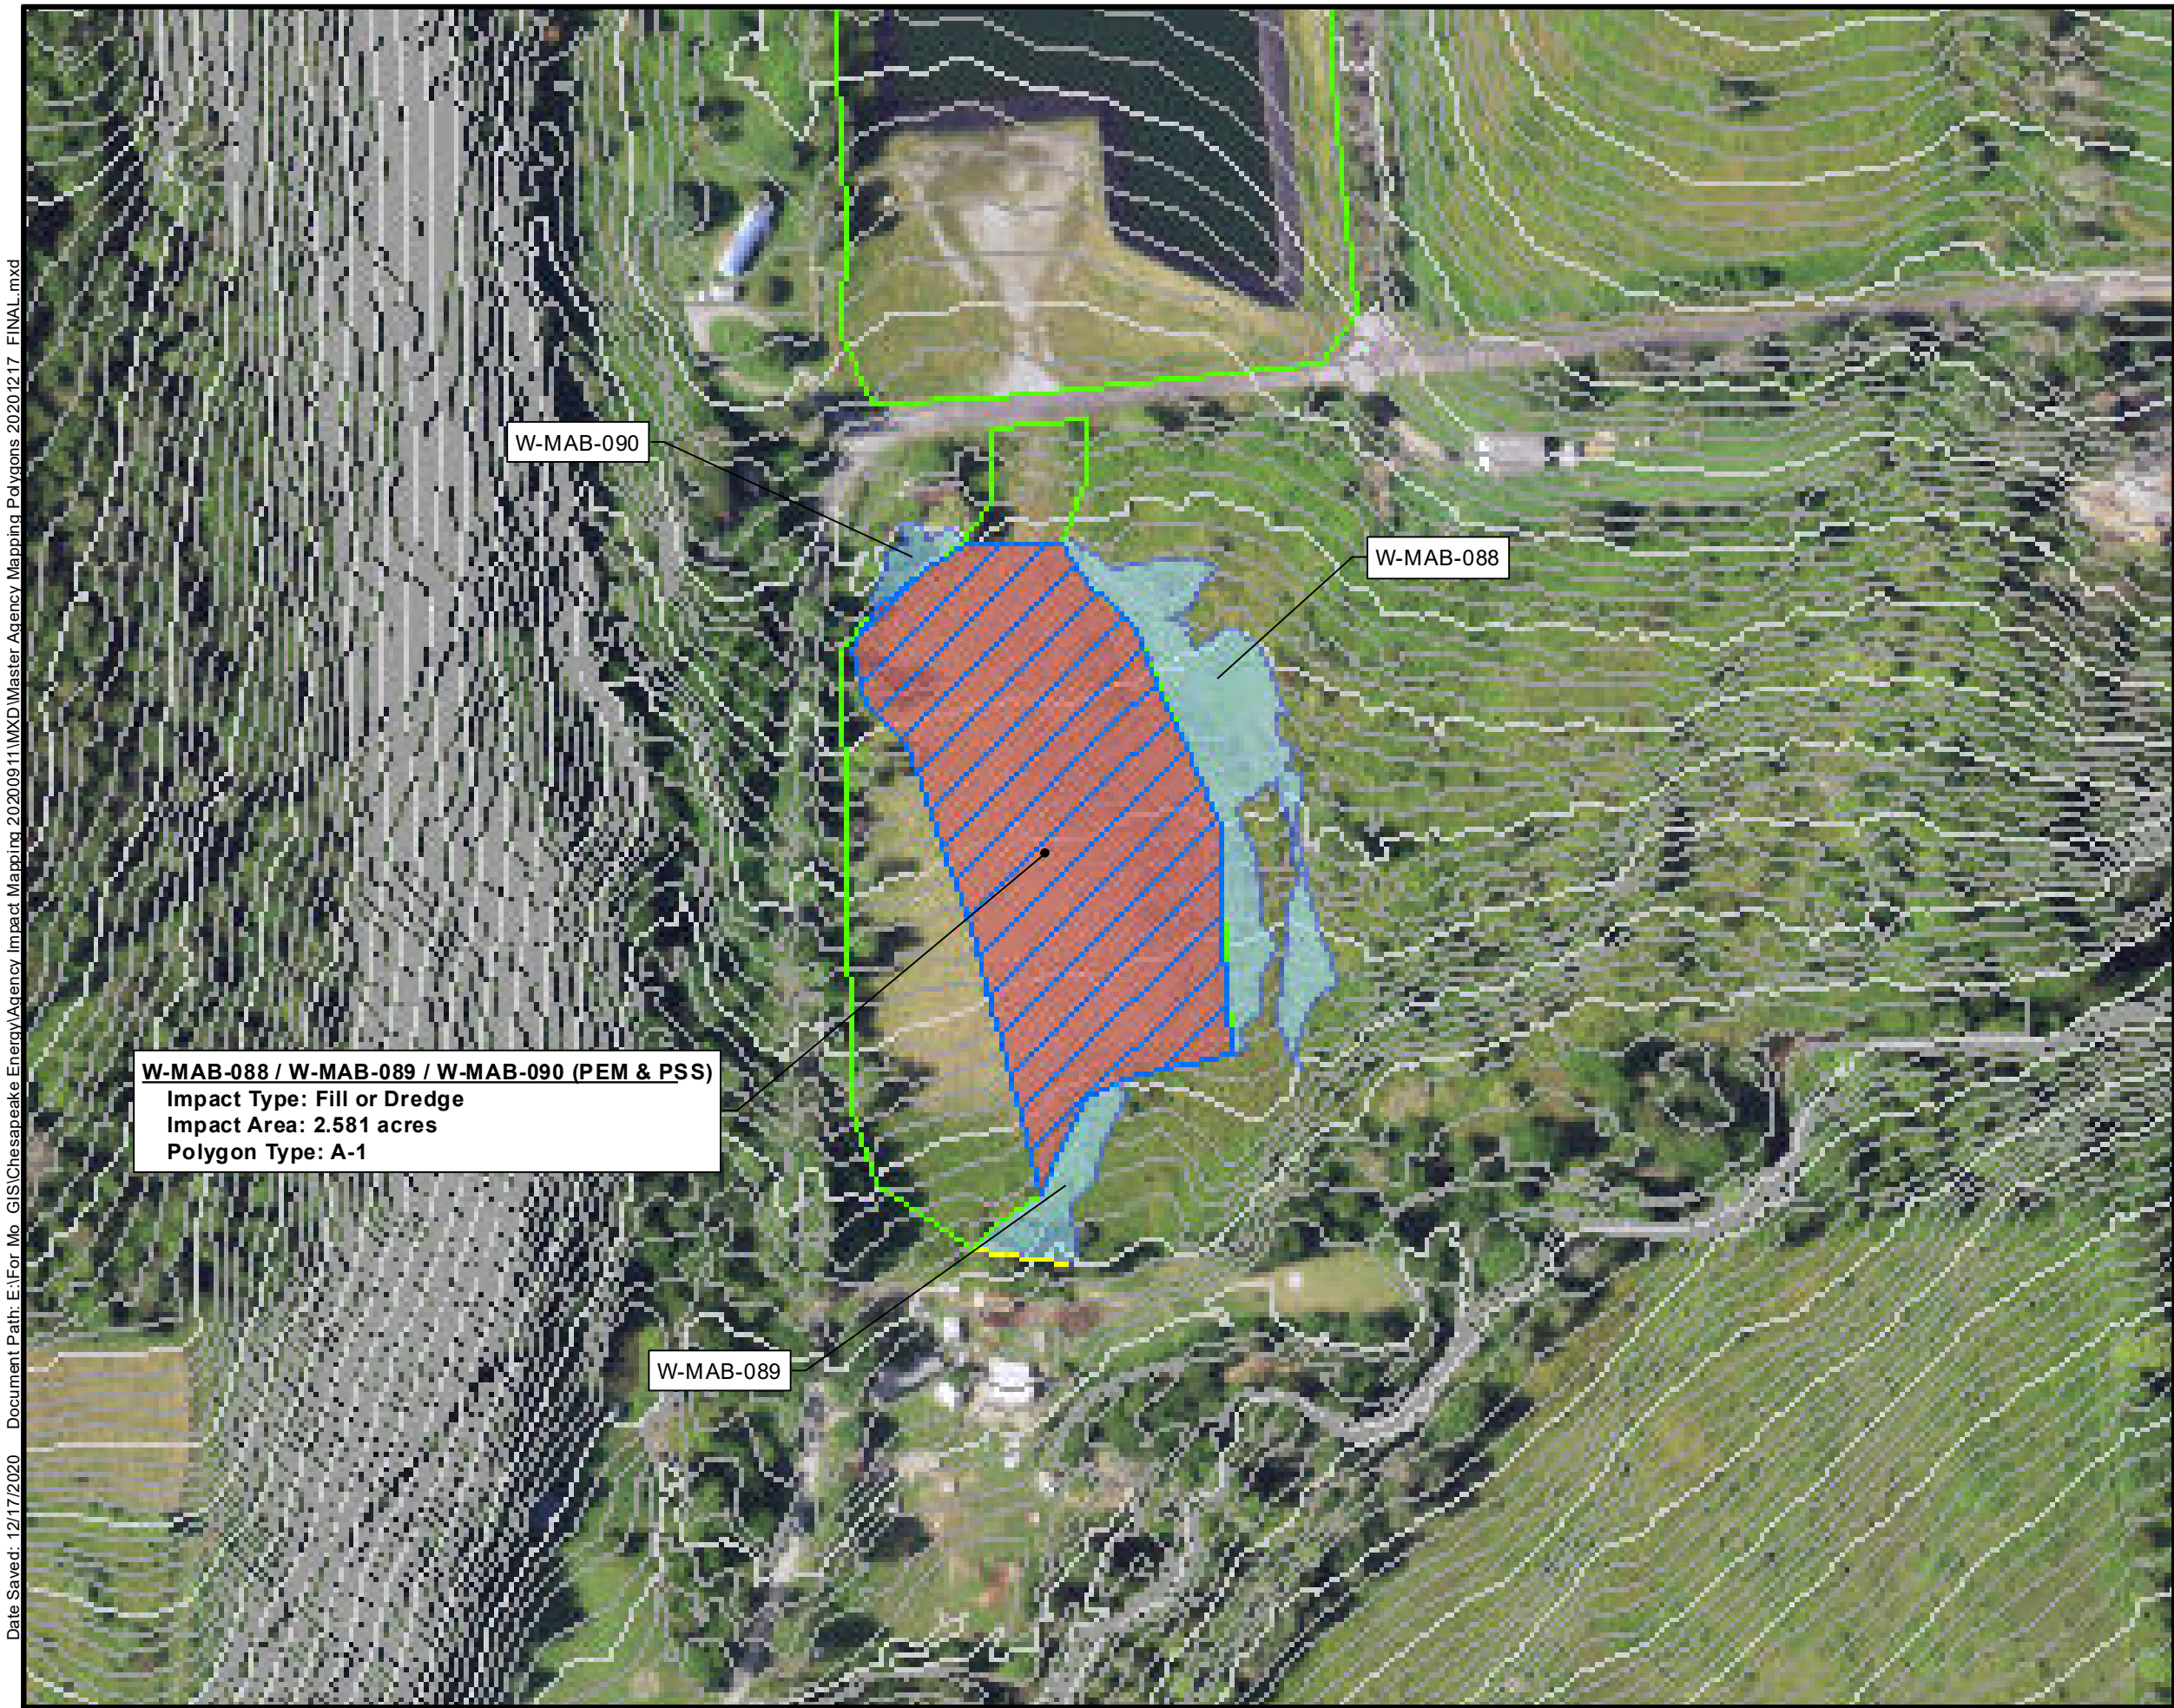 W-MAB-090
W-MAB-088
W-MAB-088 / W-MAB-089 / W-MAB-090 (PEM & PSS)
Impact Type: Fill or Dredge
Impact Area: 2.581 acres
Polygon Type: A-1
W-MAB-089
Date Saved: 12/17/2020 Document Path: E:\For Mo GIS\Chesapeake Energy\Agency Impact Mapping 20200911\MXD\Master Agency Mapping Polygons 20201217 FINAL.mxd